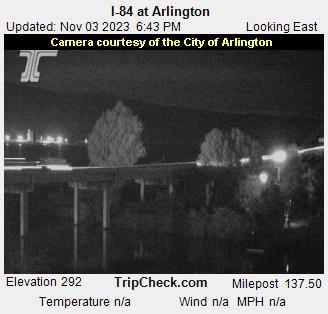 I-84 at Arlington
Updated: Nov 03 2023 6:43 PM Looking East
Camera courtesy of the City of Arlington
Elevation 292 TripCheck.com Milepost 137.50
Temperature n/a Wind n/a MPH n/a